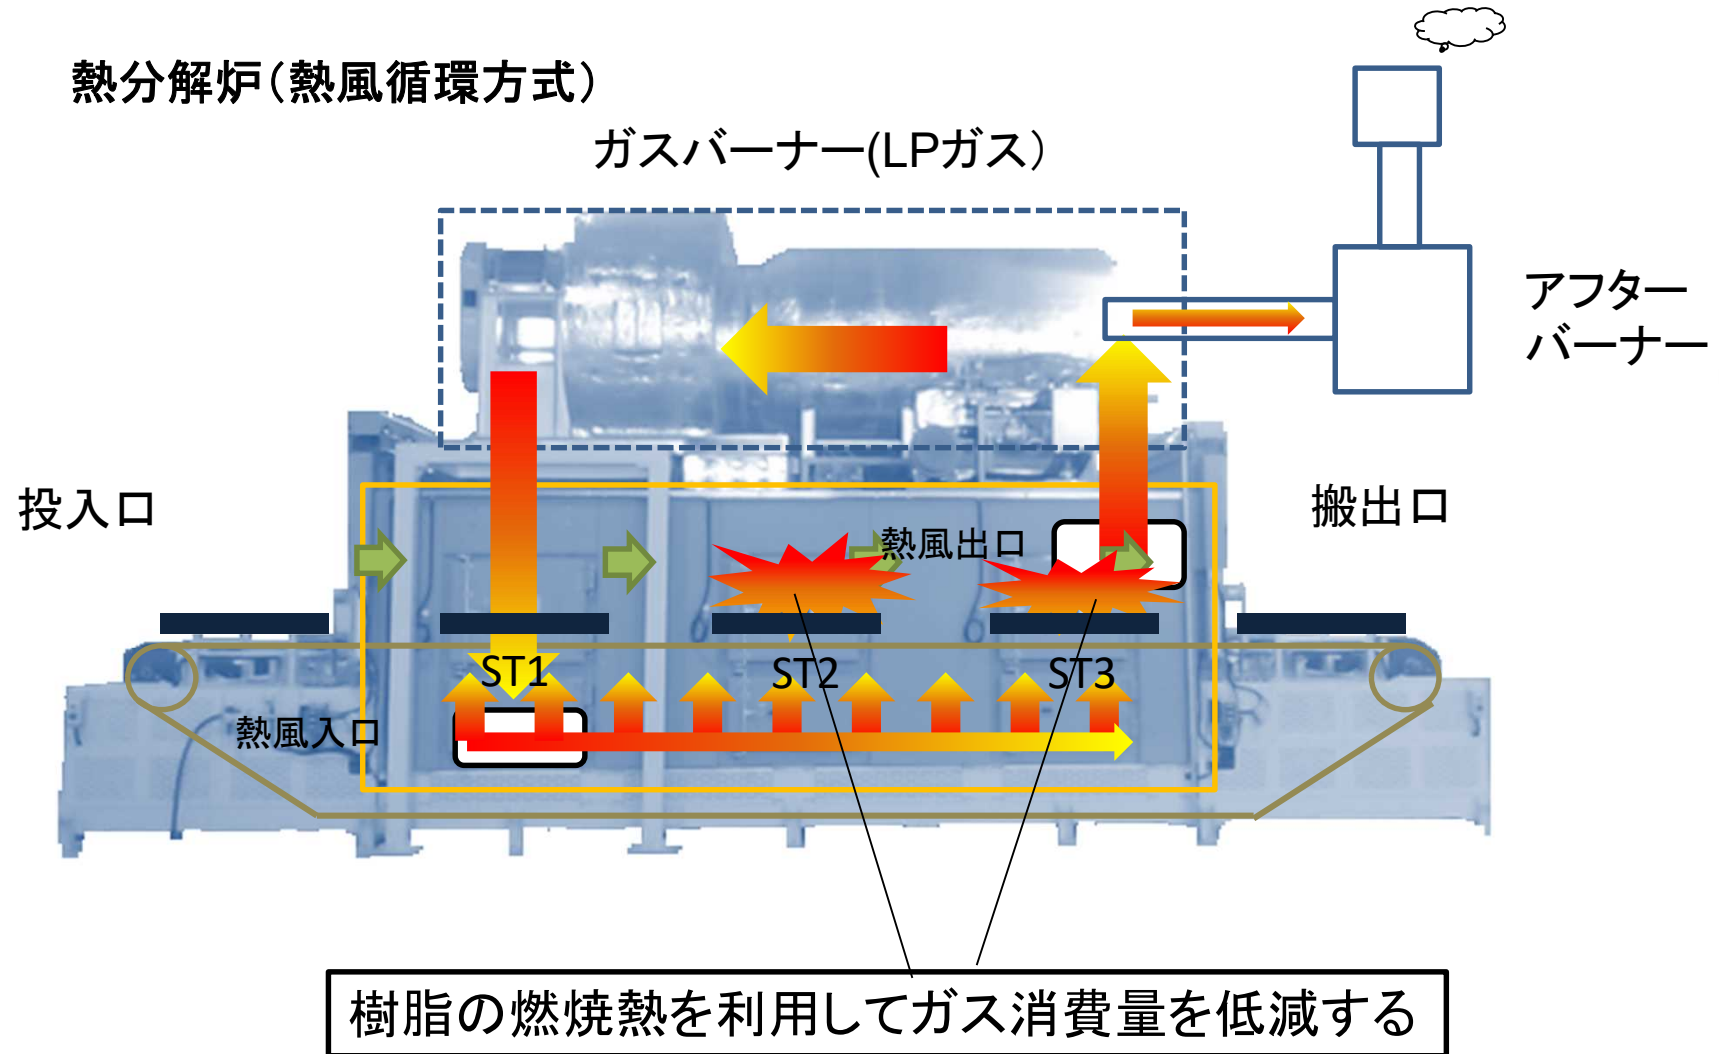 熱分解炉(熱風循環方式)
ガスバーナー(LPガス)
アフター
バーナー
投入口
搬出口
熱風出口
ST1
ST2
ST3
熱風入口
樹脂の燃焼熱を利用してガス消費量を低減する